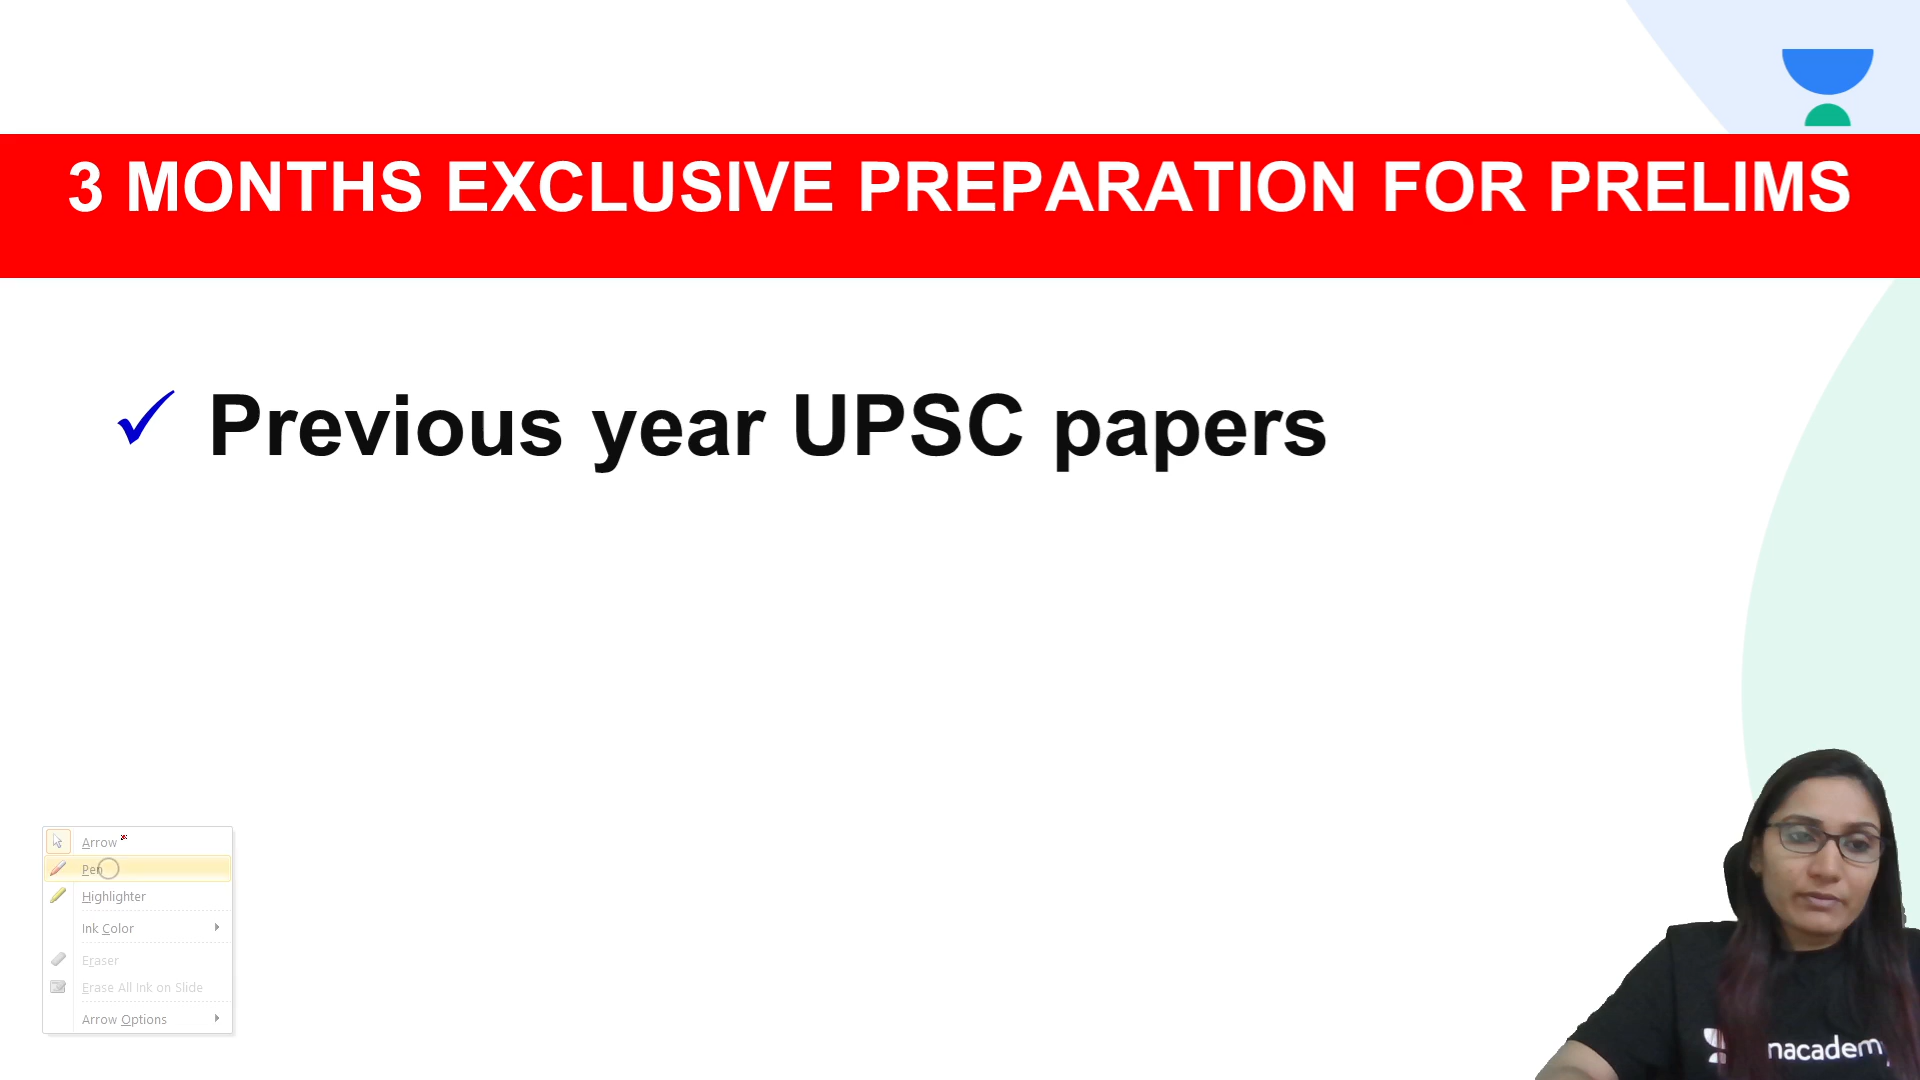 3 MONTHS EXCLUSIVE PREPARATION FOR PRELIMS
✓ Previous year UPSC papers
Arrow
Pen
Highlighter
Ink Color
Eraser
Erase All Ink on Slide
Arrow Options
nacademy